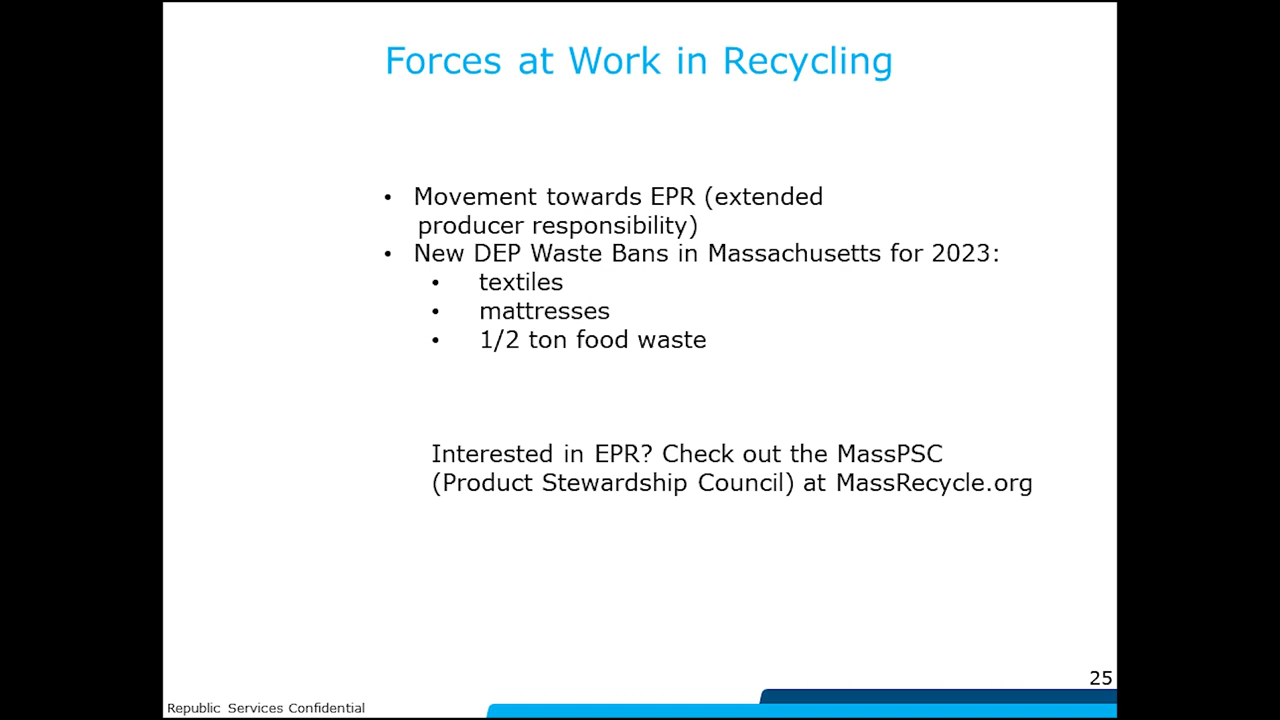 Forces at Work in Recycling
• Movement towards EPR (extended
producer responsibility)
• New DEP Waste Bans in Massachusetts for 2023:
• textiles
• mattresses
• 1/2 ton food waste
Interested in EPR? Check out the MassPSC
(Product Stewardship Council) at MassRecycle.org
25
Republic Services Confidential